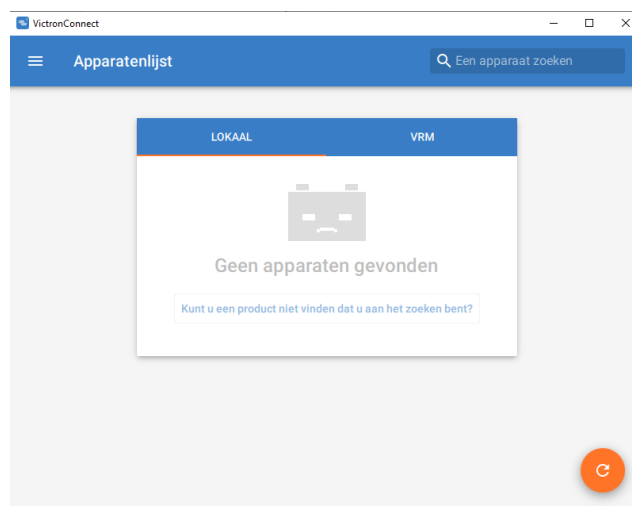 VictronConnect
Apparatenlijst
Een apparaat zoeken
LOKAAL
VRM
Geen apparaten gevonden
Kunt u een product niet vinden dat u aan het zoeken bent?